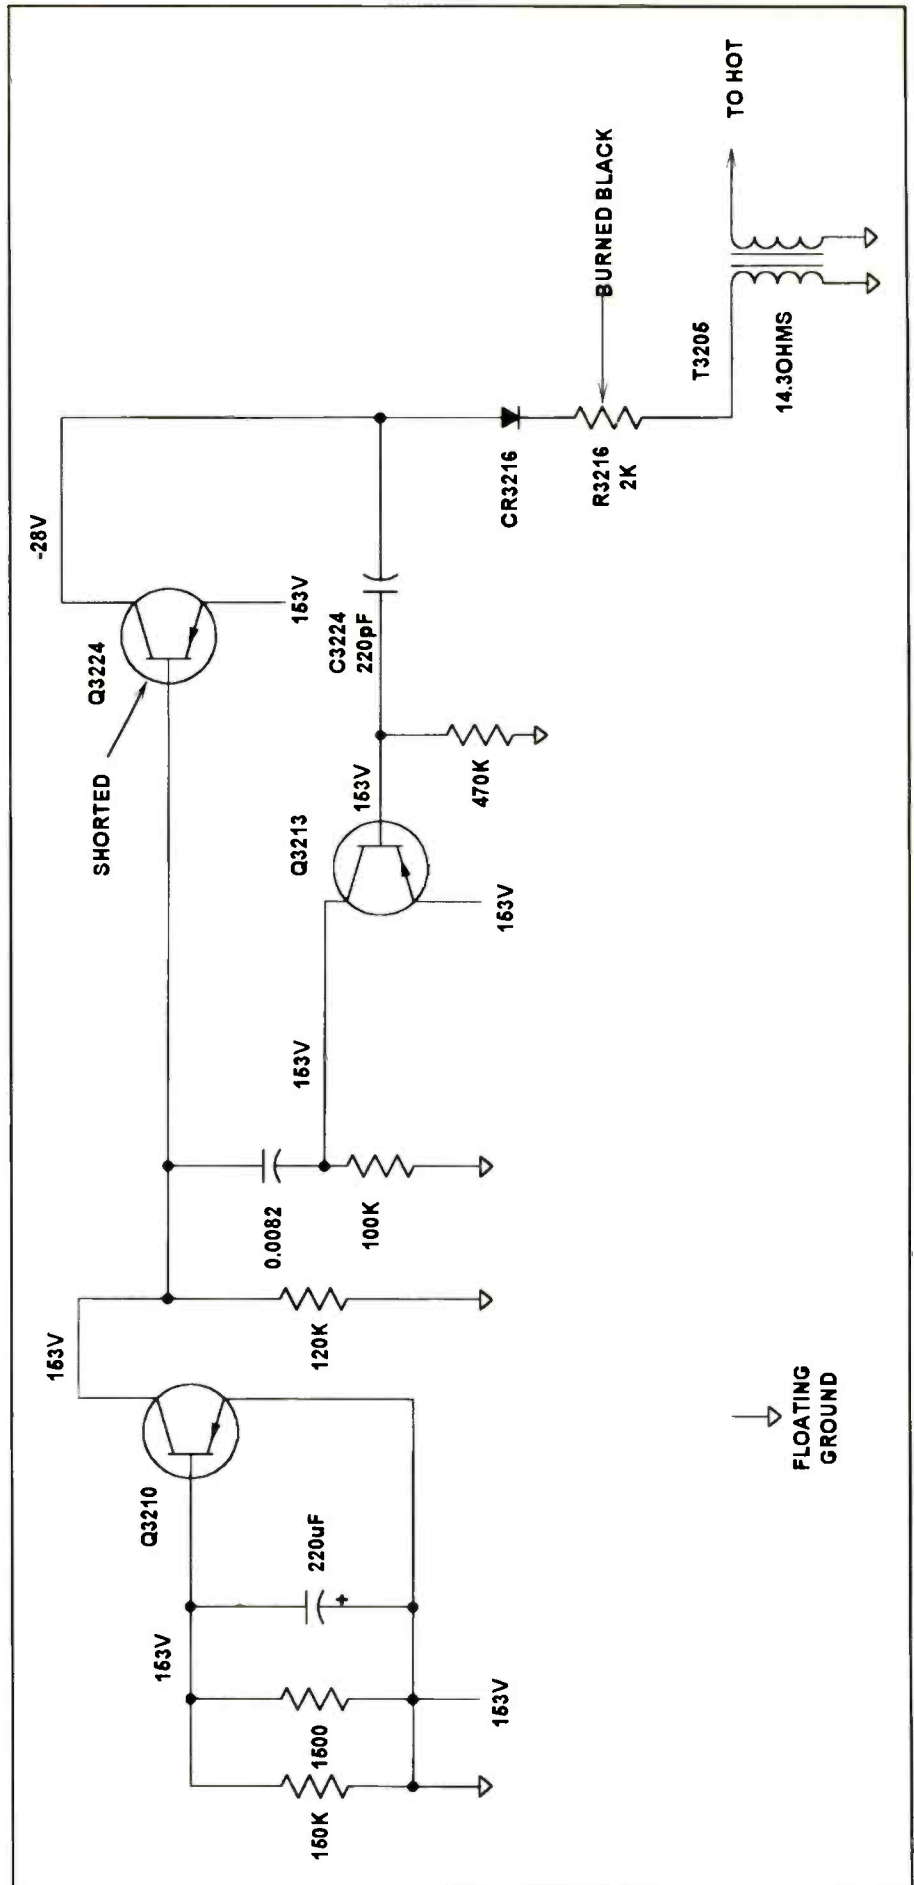 -28V
153V
Q3224
SHORTED
Q3210
153V
153V
0.0082
153V
Q3213
153V
C3224
220pF
153V
220uF
120K
100K
470K
CR3216
150K
1500
153V
153V
R3216
2K
BURNED BLACK
T3205
TO HOT
14.3OHMS
FLOATING
GROUND